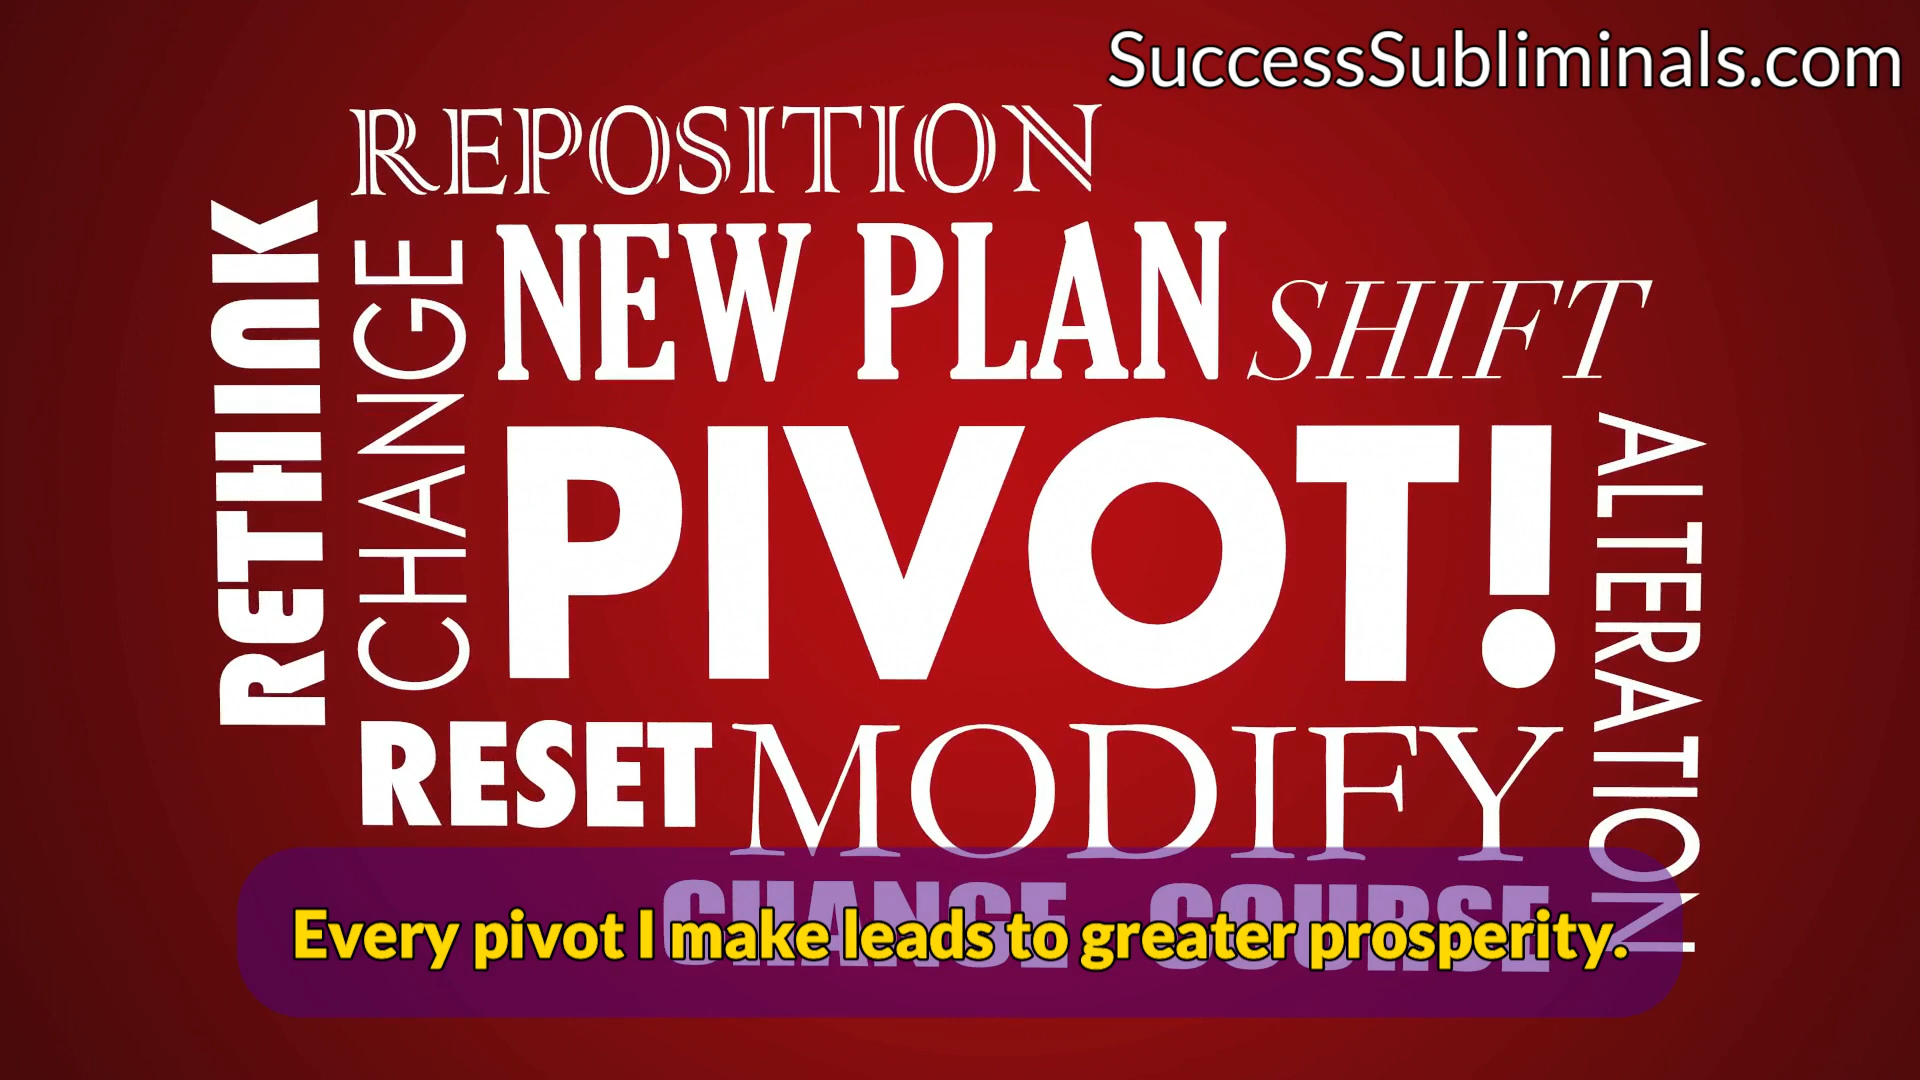 SuccessSubliminals.com
REPOSITION
RETHINK
CHANGE
NEW PLAN
SHIFT
PIVOT!
ALTERATION
RESET
MODIFY
CHANGE COURSE
Every pivot I make leads to greater prosperity.